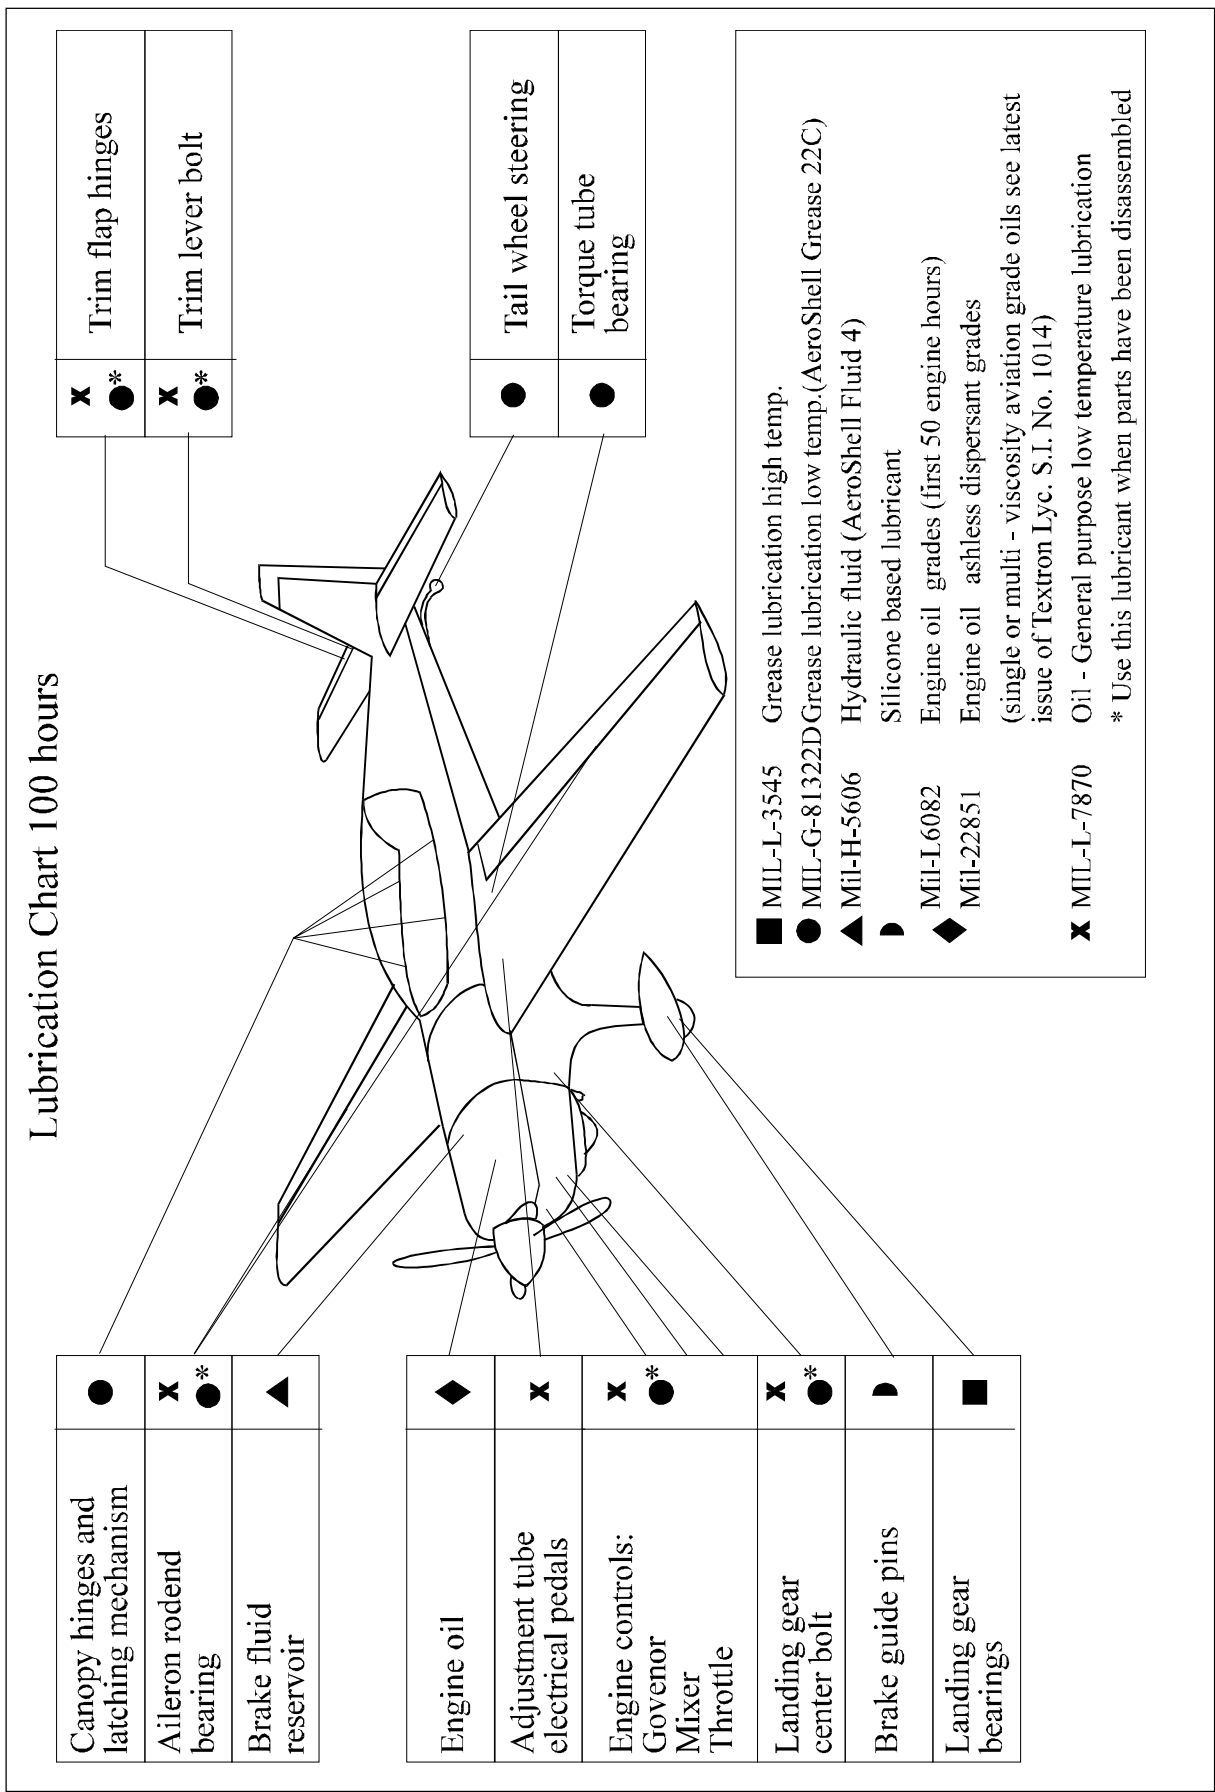 Lubrication Chart 100 hours
Canopy hinges and
latching mechanism
Aileron rodend
bearing
*
Brake fluid
reservoir
Engine oil
Adjustment tube
electrical pedals
Engine controls:
Govenor
Mixer
Throttle
*
Landing gear
center bolt
*
Brake guide pins
Landing gear
bearings
Trim flap hinges
*
Trim lever bolt
*
Tail wheel steering
Torque tube
bearing
MIL-L-3545 Grease lubrication high temp.
MIL-G-81322D Grease lubrication low temp.(AeroShell Grease 22C)
Mil-H-5606 Hydraulic fluid (AeroShell Fluid 4)
Silicone based lubricant
Mil-L6082 Engine oil grades (first 50 engine hours)
Mil-22851 Engine oil ashless dispersant grades
(single or multi - viscosity aviation grade oils see latest
issue of Textron Lyc. S.I. No. 1014)
MIL-L-7870 Oil - General purpose low temperature lubrication
* Use this lubricant when parts have been disassembled